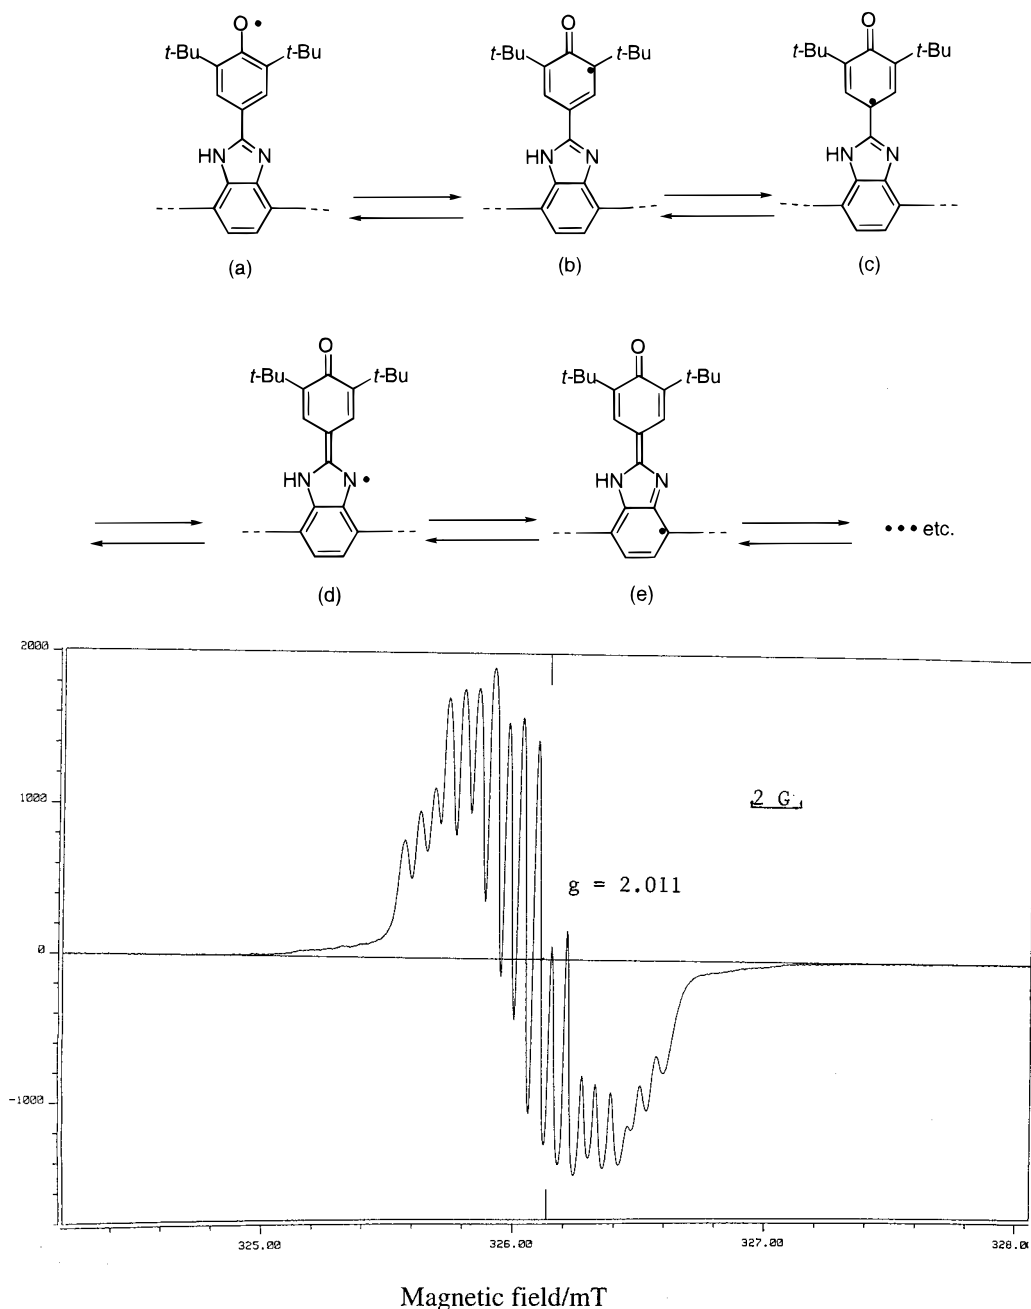 O •
t-Bu t-Bu
HN N
(a)
O
t-Bu t-Bu
HN N
(b)
O
t-Bu t-Bu
HN N
(c)
O
t-Bu t-Bu
HN N •
(d)
O
t-Bu t-Bu
HN N
(e)
••• etc.
2000
1000
0
-1000
2 G
g = 2.011
325.00 326.00 327.00 328.0
Magnetic field/mT